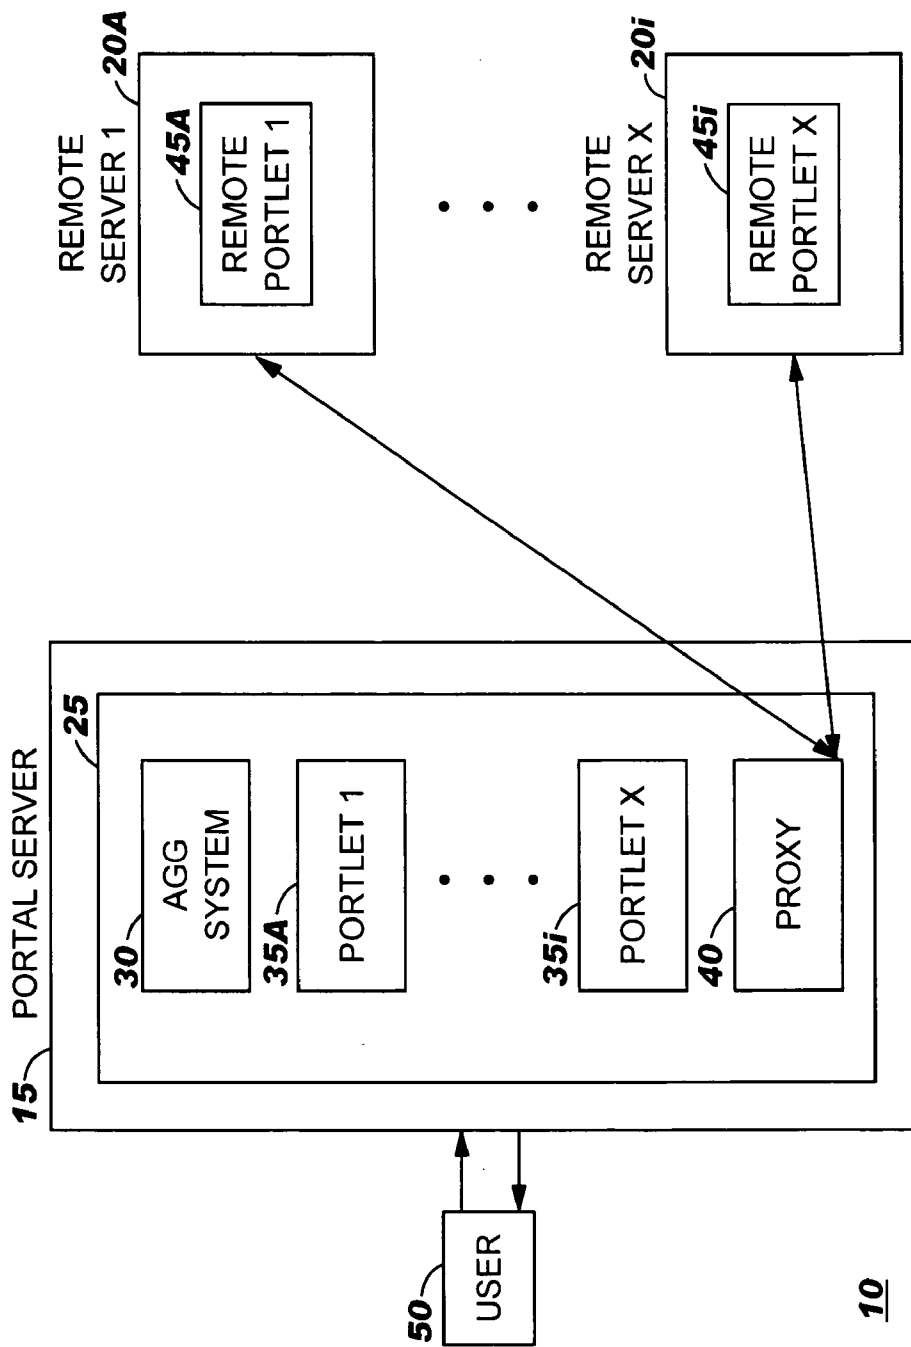 15
PORTAL SERVER
25
30
AGG
SYSTEM
35A
PORTLET 1
35i
PORTLET X
40
PROXY
50
USER
REMOTE
SERVER 1
20A
45A
REMOTE
PORTLET 1
REMOTE
SERVER X
20i
45i
REMOTE
PORTLET X
10